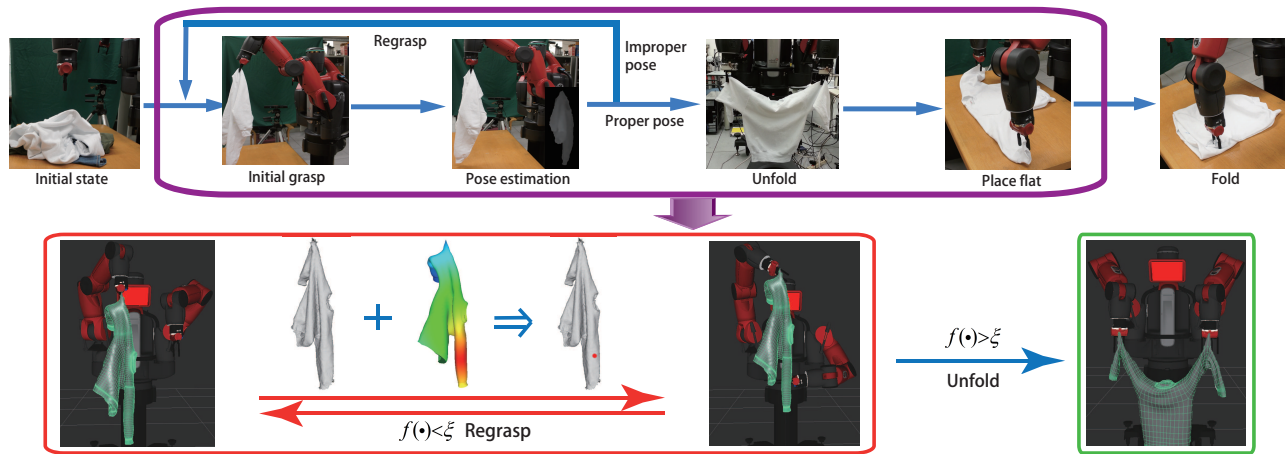 Regrasp
Improper
pose
Proper pose
Initial state
Initial grasp
Pose estimation
Unfold
Place flat
Fold
f(•)>ξ
Unfold
f(•)<ξ Regrasp